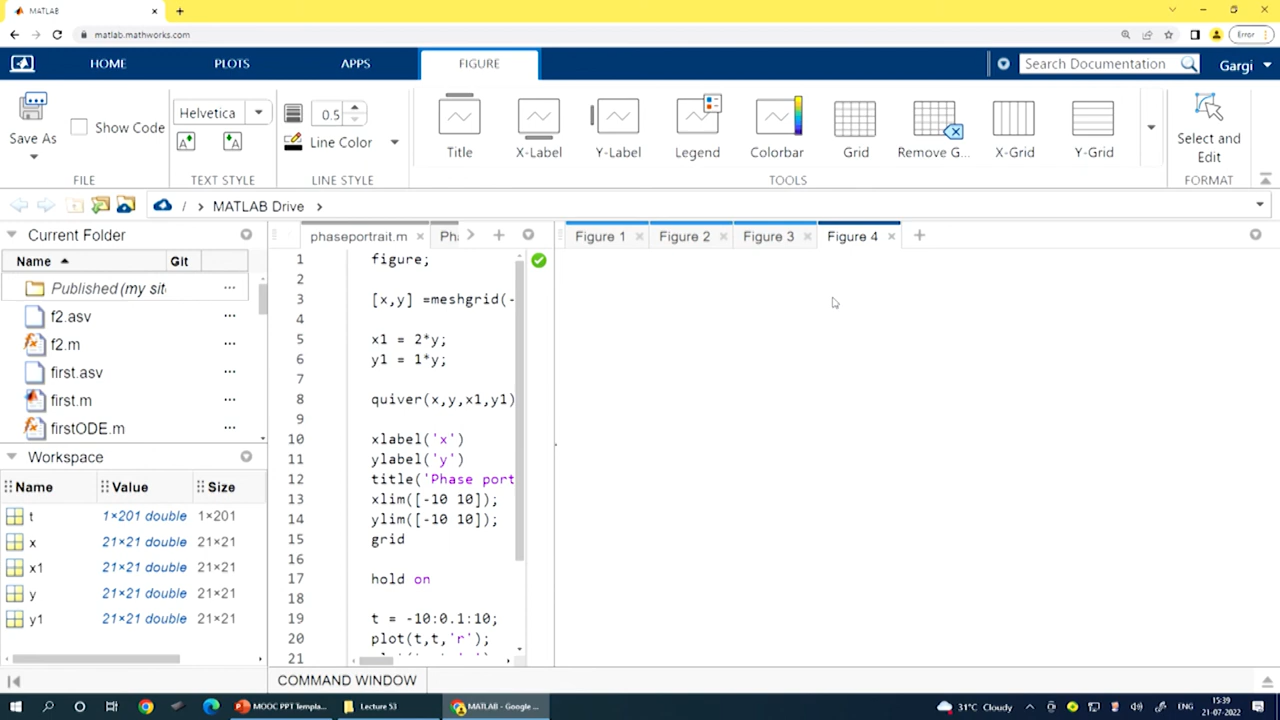 MATLAB
matlab.mathworks.com
Error
HOME PLOTS APPS FIGURE
Search Documentation Gargi
Save As
Show Code
Helvetica
0.5
Line Color
Title X-Label Y-Label Legend Colorbar Grid Remove G... X-Grid Y-Grid
Select and Edit
FILE TEXT STYLE LINE STYLE TOOLS FORMAT
/ MATLAB Drive
Current Folder
Name Git
Published (my sit
f2.asv
f2.m
first.asv
first.m
firstODE.m
Workspace
Name Value Size
t 1×201 double 1×201
x 21×21 double 21×21
x1 21×21 double 21×21
y 21×21 double 21×21
y1 21×21 double 21×21
phaseportrait.m Ph
1 figure;
2
3 [x,y] =meshgrid(-
4
5 x1 = 2*y;
6 y1 = 1*y;
7
8 quiver(x,y,x1,y1)
9
10 xlabel('x')
11 ylabel('y')
12 title('Phase port
13 xlim([-10 10]);
14 ylim([-10 10]);
15 grid
16
17 hold on
18
19 t = -10:0.1:10;
20 plot(t,t,'r');
21
Figure 1 Figure 2 Figure 3 Figure 4
COMMAND WINDOW
MOOC PPT Templa...
Lecture 53
MATLAB - Google ...
31°C Cloudy
ENG
15:39
21-07-2022